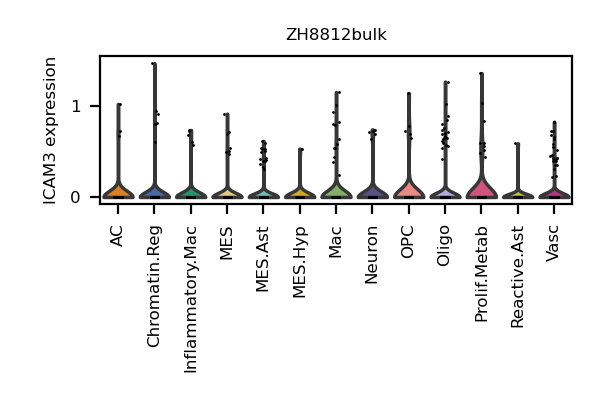 ZH8812bulk
ICAM3 expression
1
0
AC
Chromatin.Reg
Inflammatory.Mac
MES
MES.Ast
MES.Hyp
Mac
Neuron
OPC
Oligo
Prolif.Metab
Reactive.Ast
Vasc